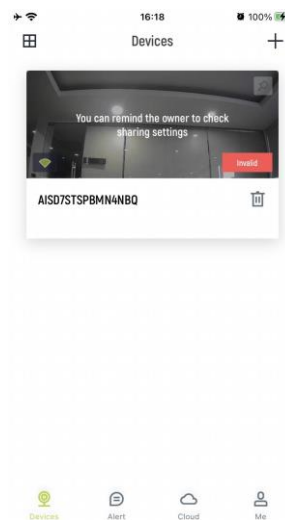 16:18
100%
Devices
You can remind the owner to check
sharing settings
Invalid
AISD7STSPBMN4NBQ
Devices
Alert
Cloud
Me